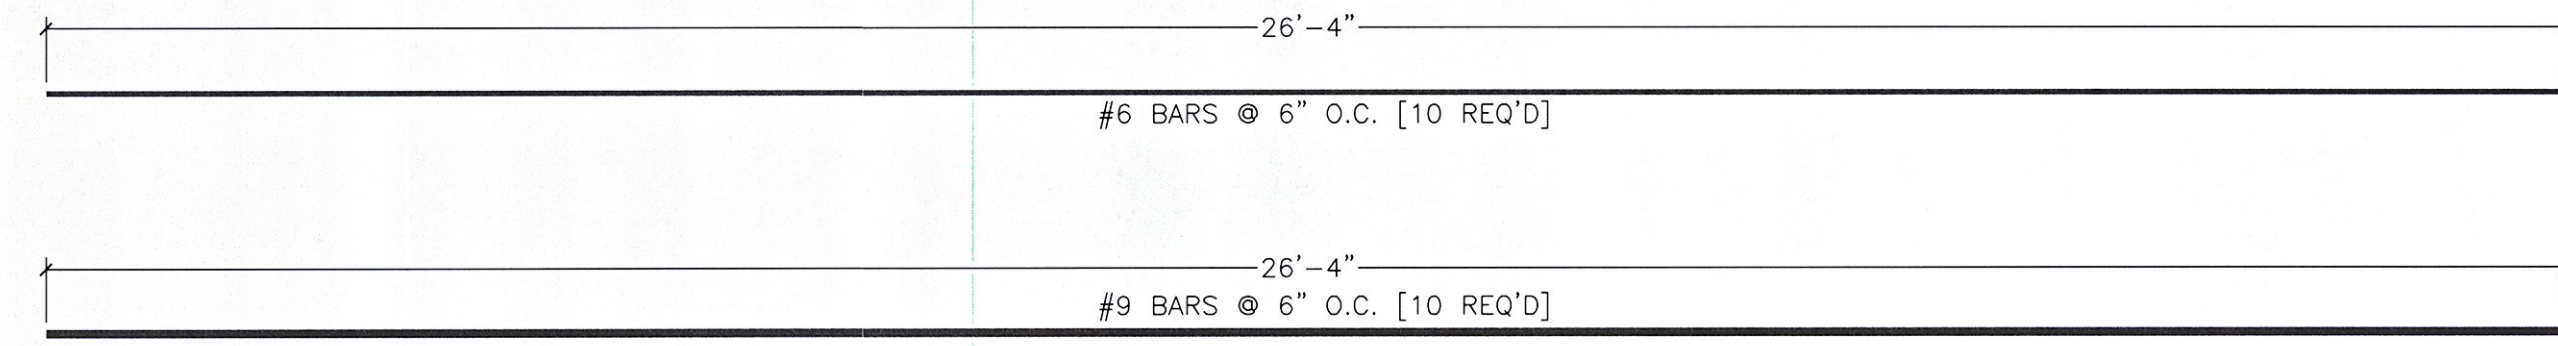 26'-4"
#6 BARS @ 6" O.C. [10 REQ'D]
26'-4"
#9 BARS @ 6" O.C. [10 REQ'D]